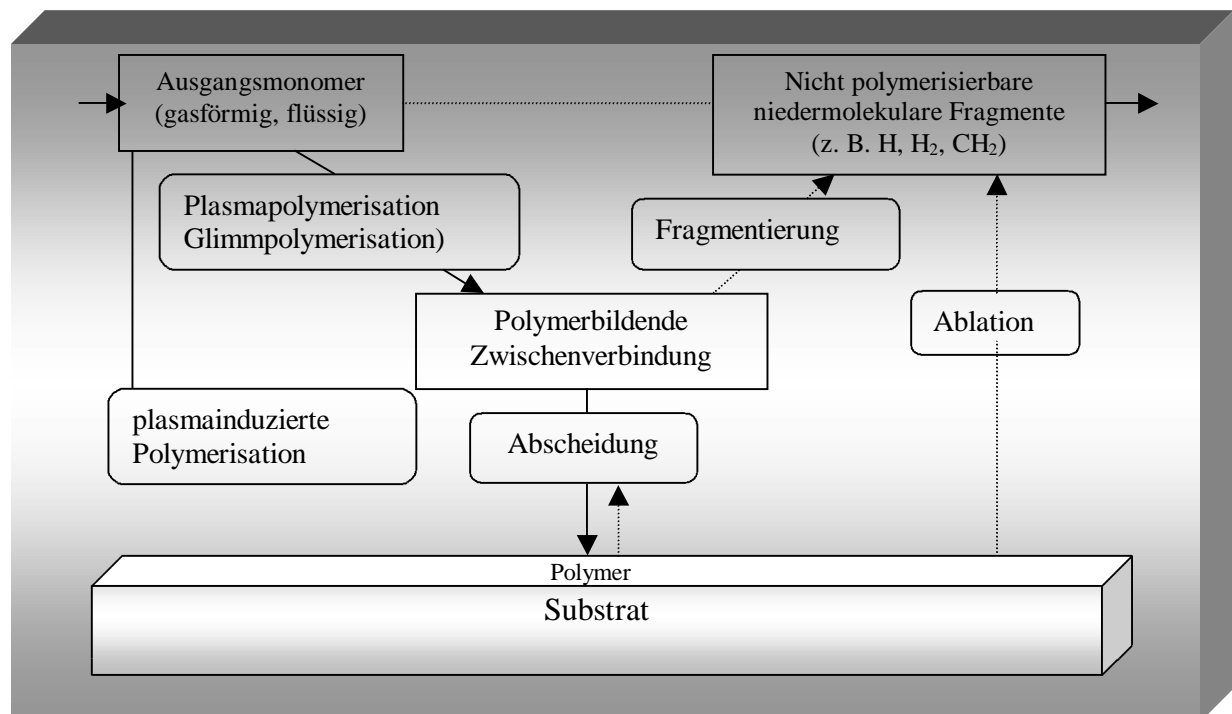 Ausgangsmonomer
(gasförmig, flüssig)
Nicht polymerisierbare
niedermolekulare Fragmente
(z. B. H, H₂, CH₂)
Plasmapolymerisation
Glimmpolymerisation)
Fragmentierung
Polymerbildende
Zwischenverbindung
Ablation
plasmainduzierte
Polymerisation
Abscheidung
Polymer
Substrat